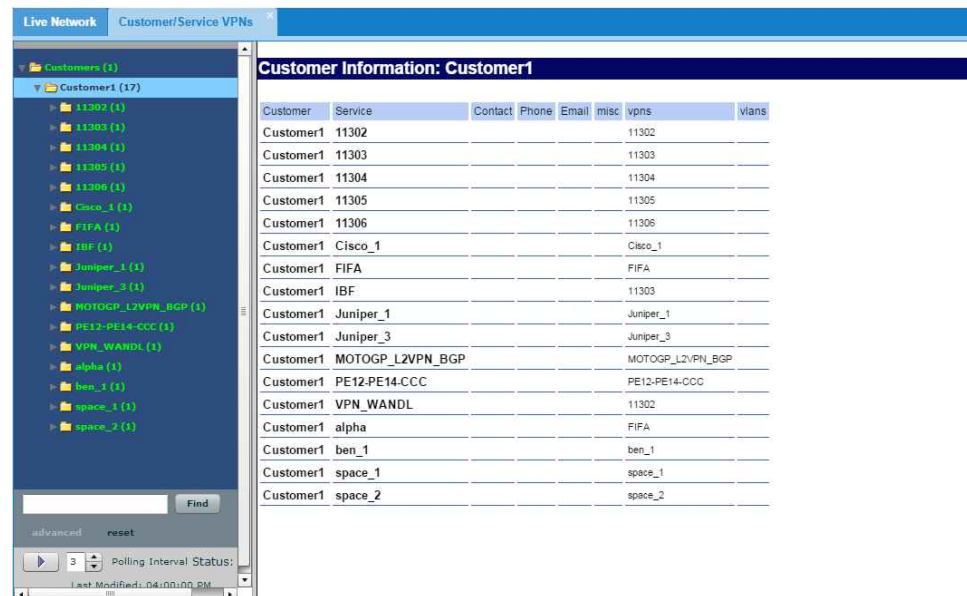 Live Network Customer/Service VPNs
Customers (1)
Customer1 (17)
11302 (1)
11303 (1)
11304 (1)
11305 (1)
11306 (1)
Cisco_1 (1)
FIFA (1)
IBF (1)
Juniper_1 (1)
Juniper_3 (1)
MOTOGP_L2VPN_BGP (1)
PE12-PE14-CCC (1)
VPN_WANDL (1)
alpha (1)
ben_1 (1)
space_1 (1)
space_2 (1)
Find
advanced reset
3 Polling Interval Status:
Last Modified: 04:00:00 PM
Customer Information: Customer1
Customer Service Contact Phone Email misc vpns vlans
Customer1 11302 11302
Customer1 11303 11303
Customer1 11304 11304
Customer1 11305 11305
Customer1 11306 11306
Customer1 Cisco_1 Cisco_1
Customer1 FIFA FIFA
Customer1 IBF 11303
Customer1 Juniper_1 Juniper_1
Customer1 Juniper_3 Juniper_3
Customer1 MOTOGP_L2VPN_BGP MOTOGP_L2VPN_BGP
Customer1 PE12-PE14-CCC PE12-PE14-CCC
Customer1 VPN_WANDL 11302
Customer1 alpha FIFA
Customer1 ben_1 ben_1
Customer1 space_1 space_1
Customer1 space_2 space_2